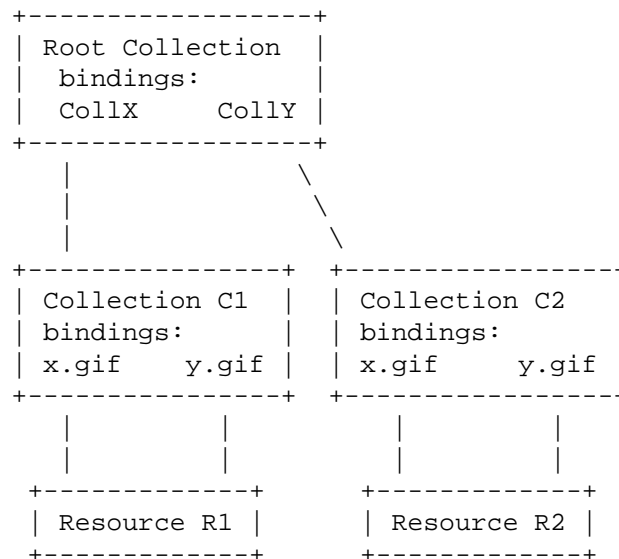 Root Collection
bindings:
CollX CollY
Collection C1 Collection C2
bindings: bindings:
x.gif y.gif x.gif y.gif
Resource R1 Resource R2